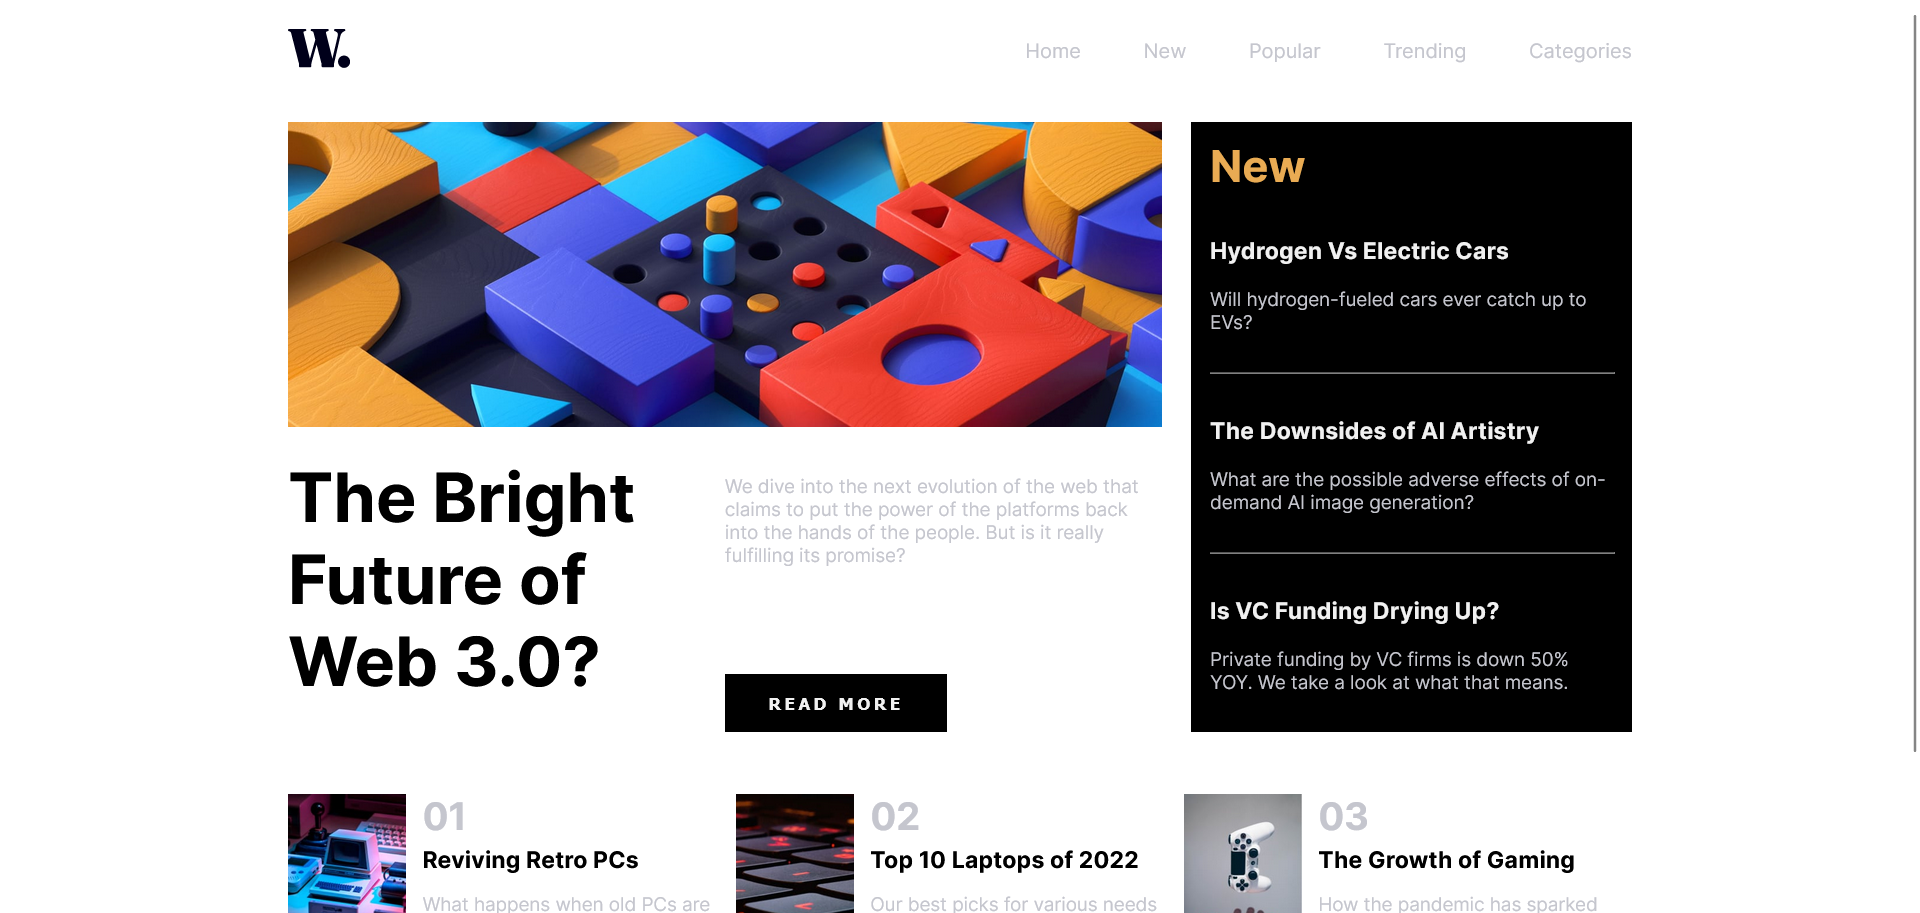 W.
Home New Popular Trending Categories
New
Hydrogen Vs Electric Cars
Will hydrogen-fueled cars ever catch up to
EVs?
The Downsides of AI Artistry
What are the possible adverse effects of on-
demand AI image generation?
Is VC Funding Drying Up?
Private funding by VC firms is down 50%
YOY. We take a look at what that means.
The Bright
Future of
Web 3.0?
We dive into the next evolution of the web that
claims to put the power of the platforms back
into the hands of the people. But is it really
fulfilling its promise?
READ MORE
01
Reviving Retro PCs
What happens when old PCs are
02
Top 10 Laptops of 2022
Our best picks for various needs
03
The Growth of Gaming
How the pandemic has sparked